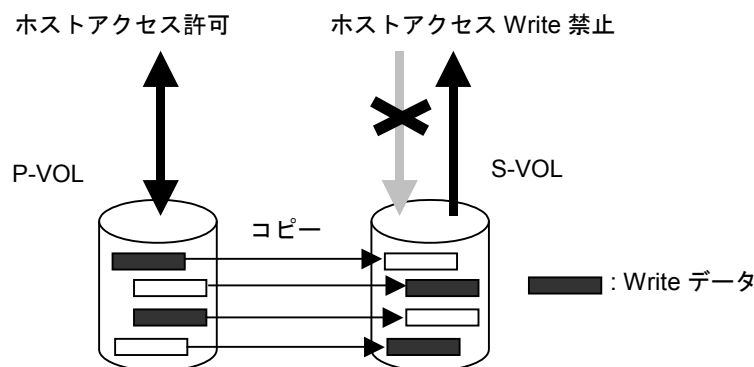 ホストアクセス許可
ホストアクセス Write 禁止
P-VOL
S-VOL
コピー
: Write データ